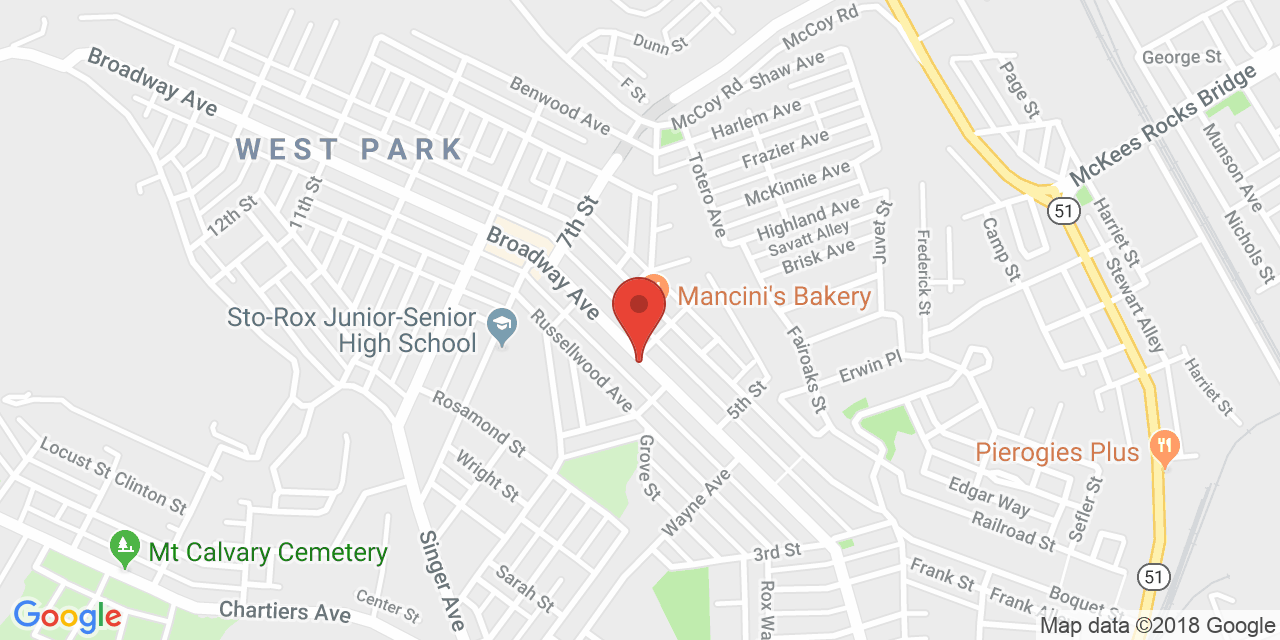 McCoy Rd
Dunn St
Shaw Ave
George St
Page St
McKees Rocks Bridge
Broadway Ave
F St
McCoy Rd
Benwood Ave
Harlem Ave
Frazier Ave
WEST PARK
Totero Ave
McKinnie Ave
Munson Ave
11th St
12th St
7th St
Highland Ave
Savatt Alley
Brisk Ave
Juvet St
51
Harriet St
Nichols St
Camp St
Frederick St
Broadway Ave
Stewart Alley
Mancini's Bakery
Sto-Rox Junior-Senior
High School
Russellwood Ave
Fairoaks St
Erwin Pl
Harriet St
5th St
Rosamond St
Grove St
Pierogies Plus
Locust St
Clinton St
Wright St
Wayne Ave
Edgar Way
Sefler St
Railroad St
Mt Calvary Cemetery
Singer Ave
3rd St
Frank St
51
Sarah St
Center St
Chartiers Ave
Rox Wa
Boquet St
Google
Map data ©2018 Google